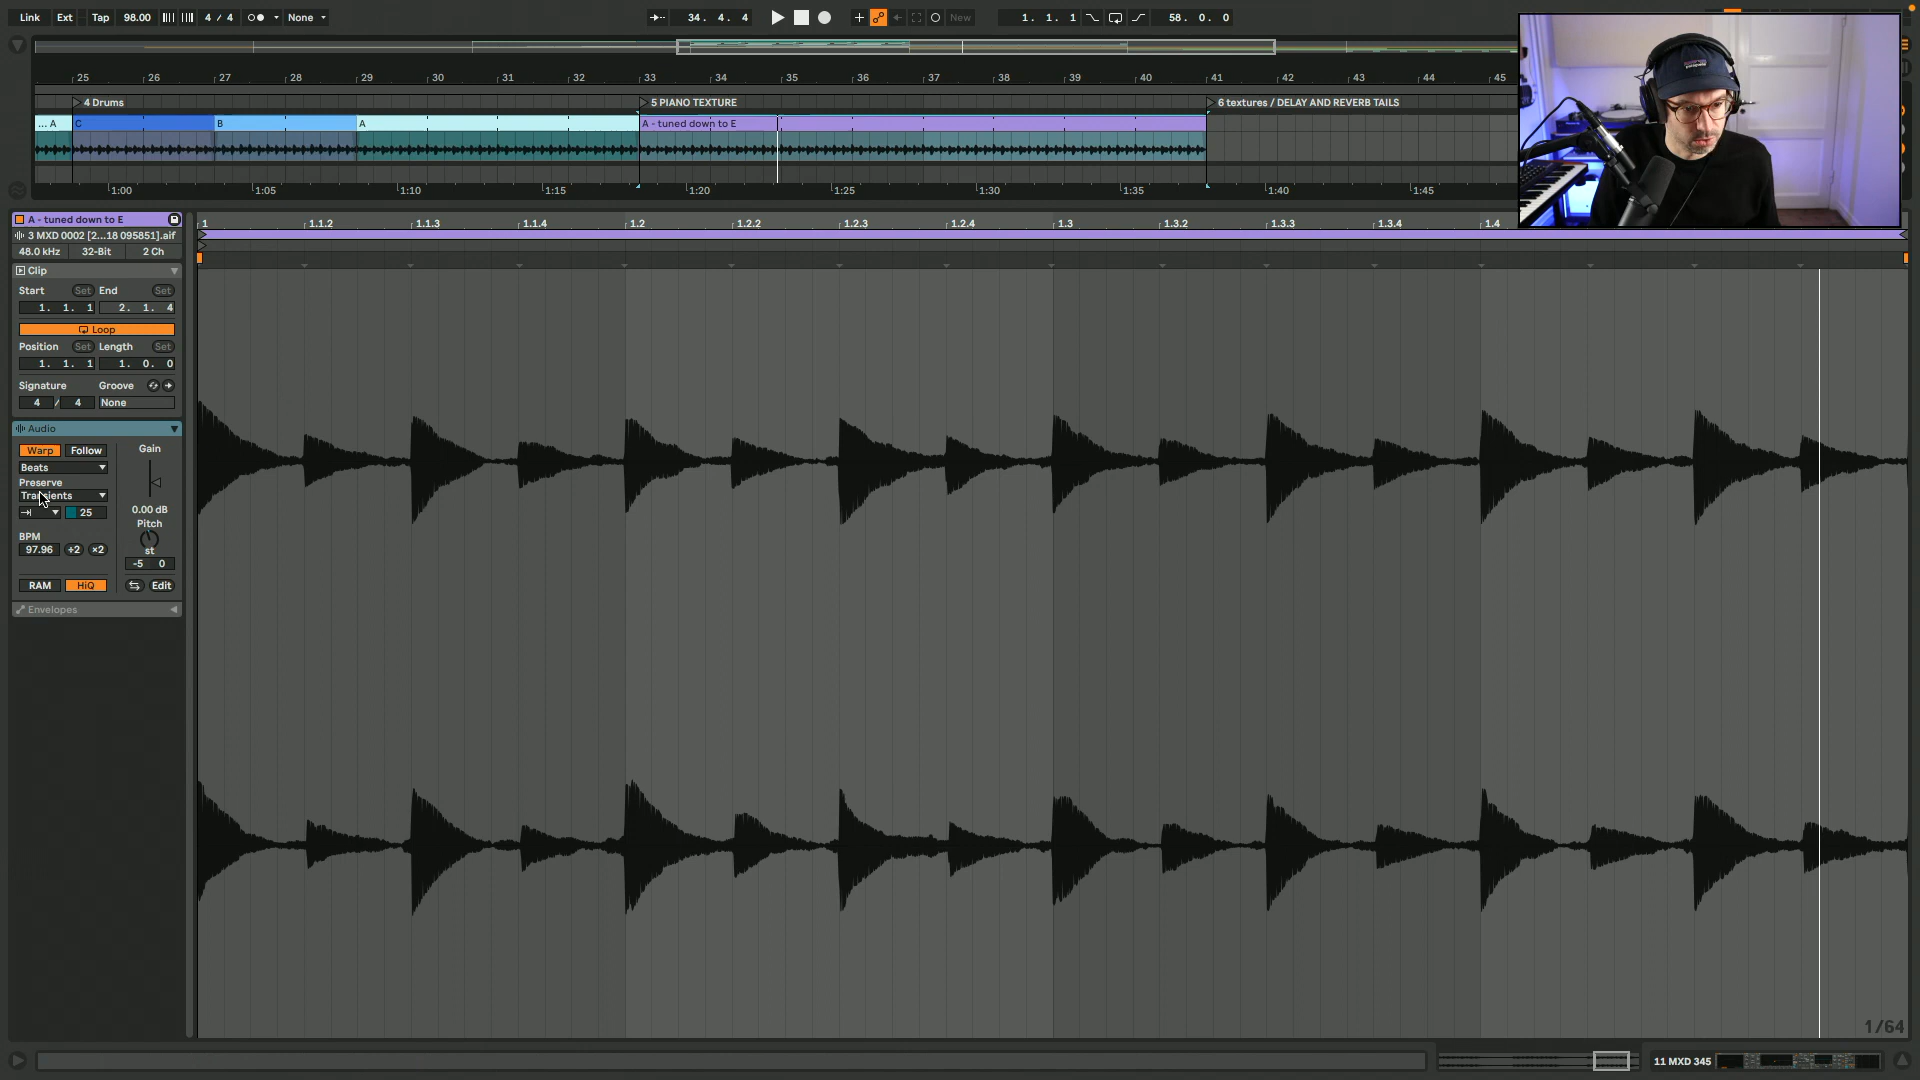 Link Ext Tap 98.00 4 / 4 None 34. 4. 4 New 1. 1. 1 58. 0. 0
25 26 27 28 29 30 31 32 33 34 35 36 37 38 39 40 41 42 43 44 45
4 Drums 5 PIANO TEXTURE 6 textures / DELAY AND REVERB TAILS
... A C B A A - tuned down to E
1:00 1:05 1:10 1:15 1:20 1:25 1:30 1:35 1:40 1:45
A - tuned down to E
1 1.1.2 1.1.3 1.1.4 1.2 1.2.2 1.2.3 1.2.4 1.3 1.3.2 1.3.3 1.3.4 1.4
3 MXD 0002 [2...18 095851].aif
48.0 kHz 32-Bit 2 Ch
Clip
Start Set End Set
1. 1. 1 2. 1. 4
Loop
Position Set Length Set
1. 1. 1 1. 0. 0
Signature Groove
4 / 4 None
Audio
Warp Follow Gain
Beats
Preserve
Transients
25 0.00 dB
Pitch
BPM
97.96 ÷2 ×2 st
-5 0
RAM HiQ Edit
Envelopes
1/64
11 MXD 345